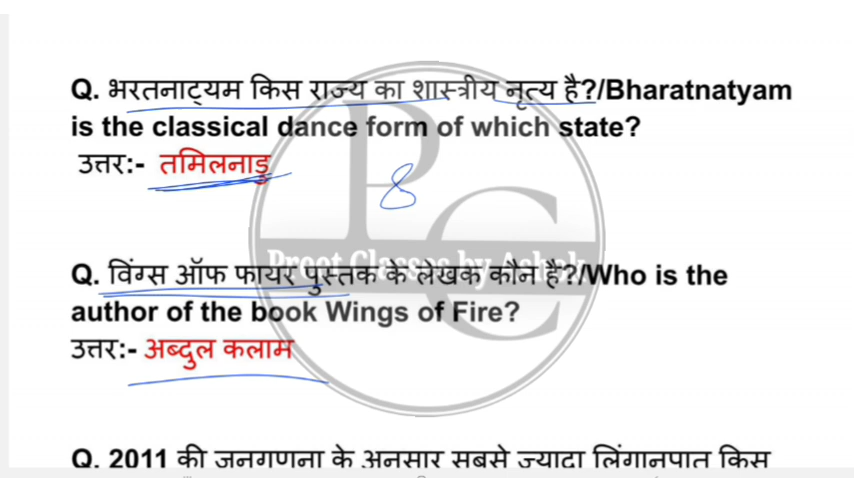 Q. भरतनाट्यम किस राज्य का शास्त्रीय नृत्य है?/Bharatnatyam
is the classical dance form of which state?
उत्तर:- तमिलनाडु
8
Q. विंग्स ऑफ फायर पुस्तक के लेखक कौन है?/Who is the
author of the book Wings of Fire?
उत्तर:- अब्दुल कलाम
Q. 2011 की जनगणना के अनुसार सबसे ज्यादा लिंगानुपात किस